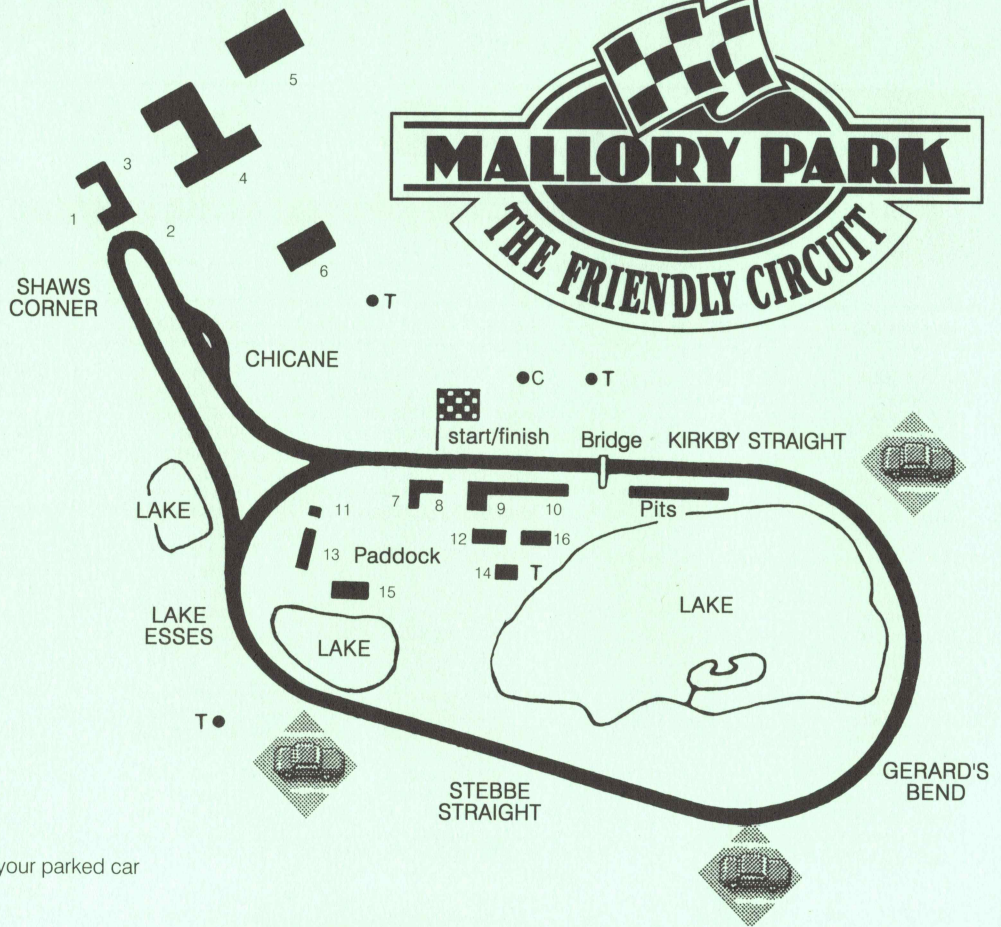 MALLORY PARK
THE FRIENDLY CIRCUIT
5
3
4
1
2
6
SHAWS
CORNER
T
CHICANE
C
T
start/finish
Bridge
KIRKBY STRAIGHT
7
8
9
10
Pits
LAKE
11
12
16
13
Paddock
14
T
15
LAKE
LAKE
ESSES
LAKE
T
GERARD'S
BEND
STEBBE
STRAIGHT
your parked car